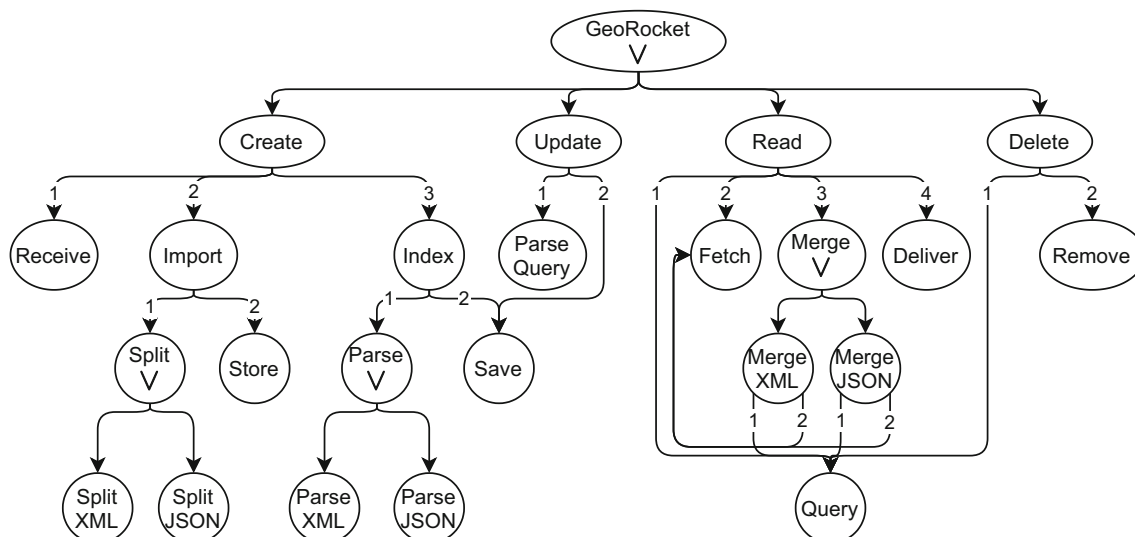 GeoRocket
V
Create
Update
Read
Delete
1
2
3
1
2
1
2
3
4
1
2
Receive
Import
Index
Parse
Query
Fetch
Merge
V
Deliver
Remove
1
2
1
2
Split
V
Store
Parse
V
Save
Merge
XML
Merge
JSON
1
2
1
2
Split
XML
Split
JSON
Parse
XML
Parse
JSON
Query